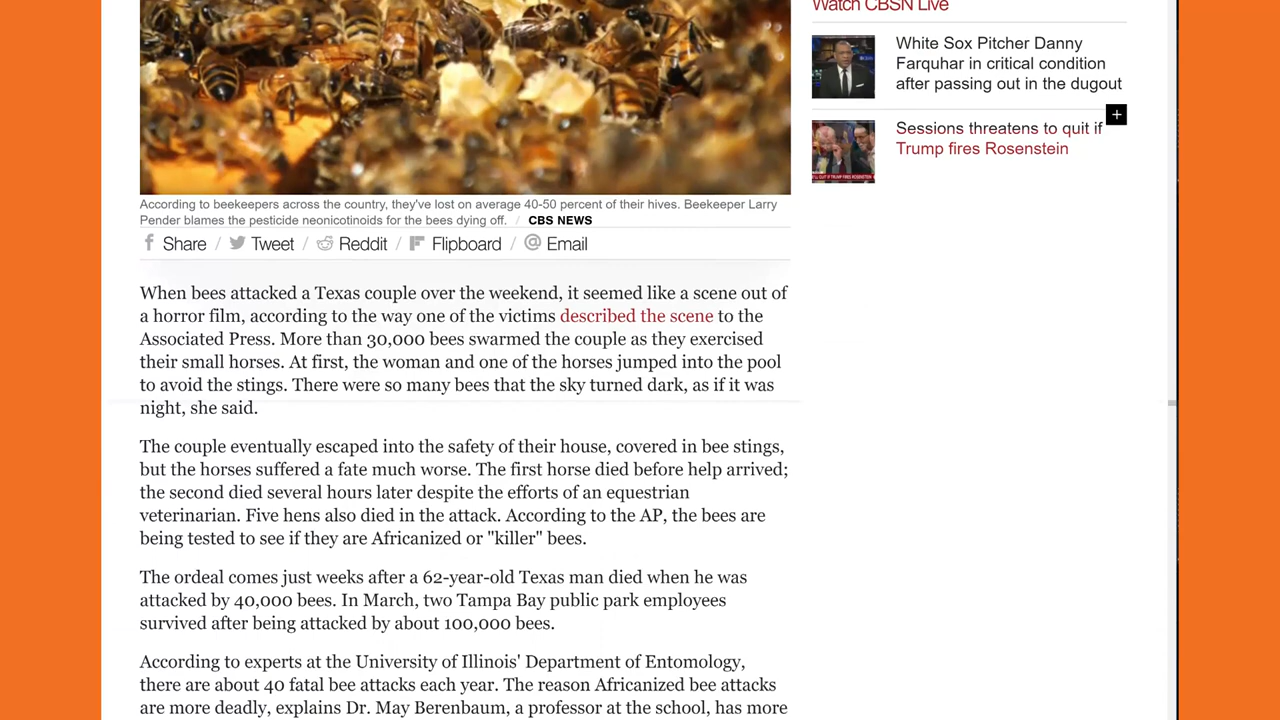 Watch CBSN Live
White Sox Pitcher Danny
Farquhar in critical condition
after passing out in the dugout
+
Sessions threatens to quit if
Trump fires Rosenstein
According to beekeepers across the country, they've lost on average 40-50 percent of their hives. Beekeeper Larry
Pender blames the pesticide neonicotinoids for the bees dying off. / CBS NEWS
Share / Tweet / Reddit / Flipboard / Email
When bees attacked a Texas couple over the weekend, it seemed like a scene out of
a horror film, according to the way one of the victims described the scene to the
Associated Press. More than 30,000 bees swarmed the couple as they exercised
their small horses. At first, the woman and one of the horses jumped into the pool
to avoid the stings. There were so many bees that the sky turned dark, as if it was
night, she said.
The couple eventually escaped into the safety of their house, covered in bee stings,
but the horses suffered a fate much worse. The first horse died before help arrived;
the second died several hours later despite the efforts of an equestrian
veterinarian. Five hens also died in the attack. According to the AP, the bees are
being tested to see if they are Africanized or "killer" bees.
The ordeal comes just weeks after a 62-year-old Texas man died when he was
attacked by 40,000 bees. In March, two Tampa Bay public park employees
survived after being attacked by about 100,000 bees.
According to experts at the University of Illinois' Department of Entomology,
there are about 40 fatal bee attacks each year. The reason Africanized bee attacks
are more deadly, explains Dr. May Berenbaum, a professor at the school, has more